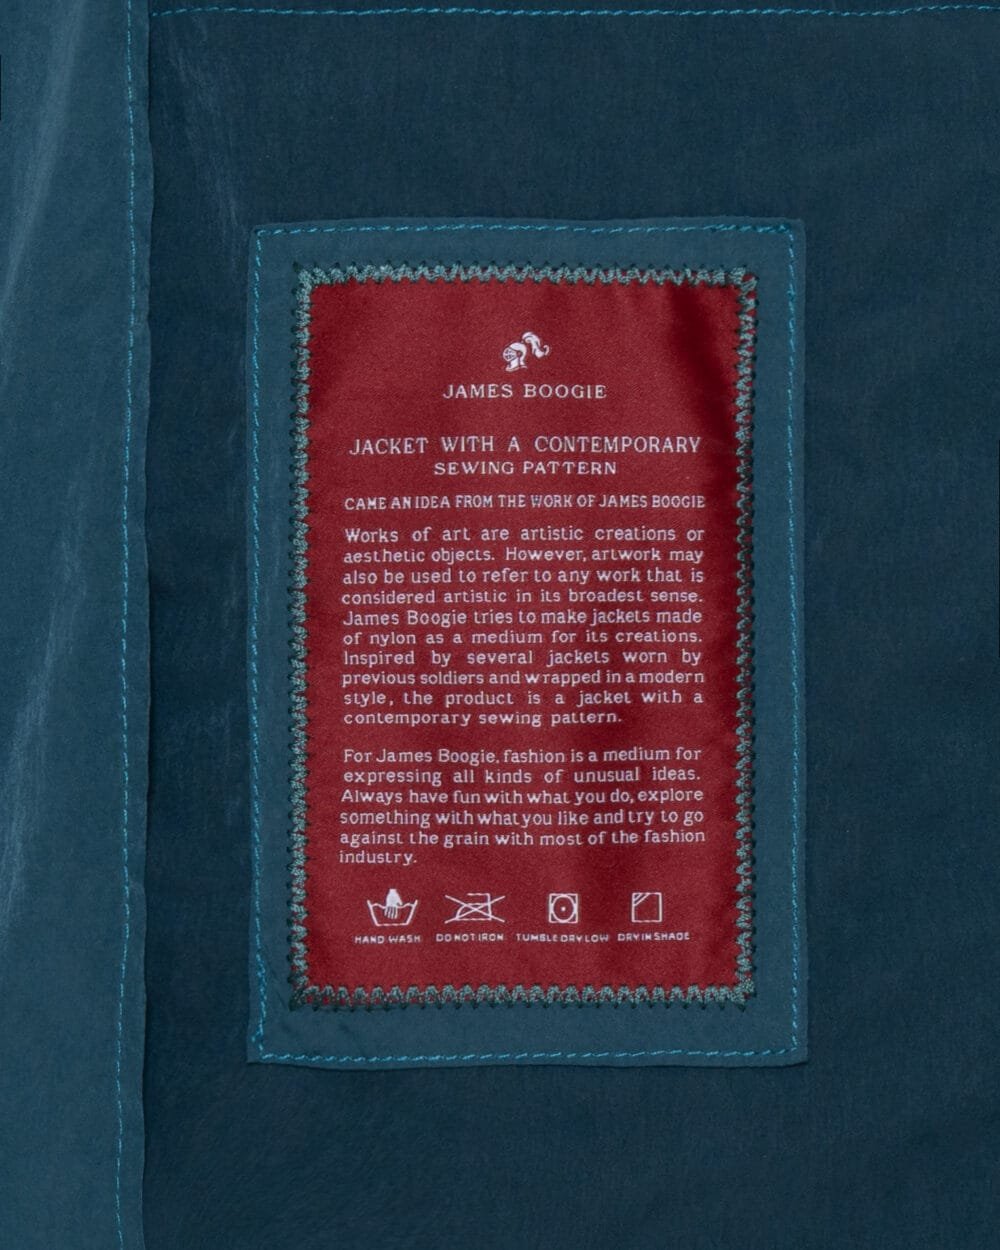 JAMES BOOGIE
JACKET WITH A CONTEMPORARY
SEWING PATTERN
CAME AN IDEA FROM THE WORK OF JAMES BOOGIE
Works of art are artistic creations or
aesthetic objects. However, artwork may
also be used to refer to any work that is
considered artistic in its broadest sense.
James Boogie tries to make jackets made
of nylon as a medium for its creations.
Inspired by several jackets worn by
previous soldiers and wrapped in a modern
style, the product is a jacket with a
contemporary sewing pattern.
For James Boogie, fashion is a medium for
expressing all kinds of unusual ideas.
Always have fun with what you do, explore
something with what you like and try to go
against the grain with most of the fashion
industry.
HAND WASH DO NOT IRON TUMBLE DRY LOW DRY IN SHADE